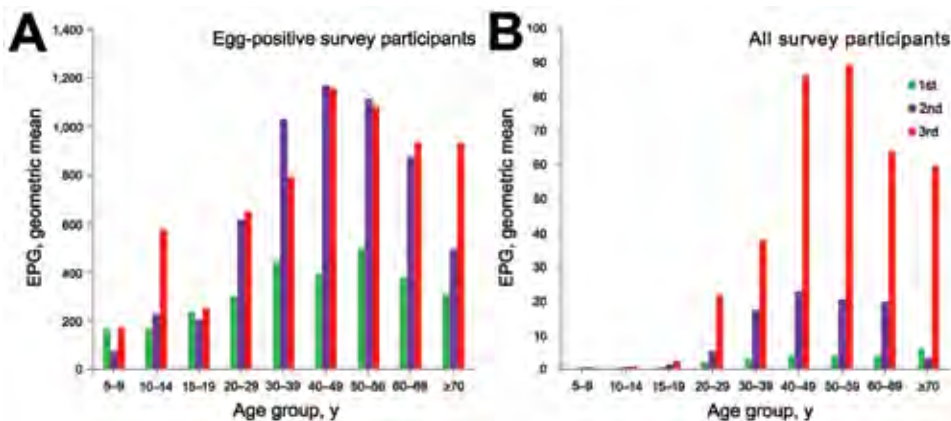 A
Egg-positive survey participants
EPG, geometric mean
1,400
1,200
1,000
800
600
400
200
0
5–9 10–14 15–19 20–29 30–39 40–49 50–59 60–69 ≥70
Age group, y
B
All survey participants
EPG, geometric mean
100
90
80
70
60
50
40
30
20
10
0
1st
2nd
3rd
5–9 10–14 15–19 20–29 30–39 40–49 50–59 60–69 ≥70
Age group, y